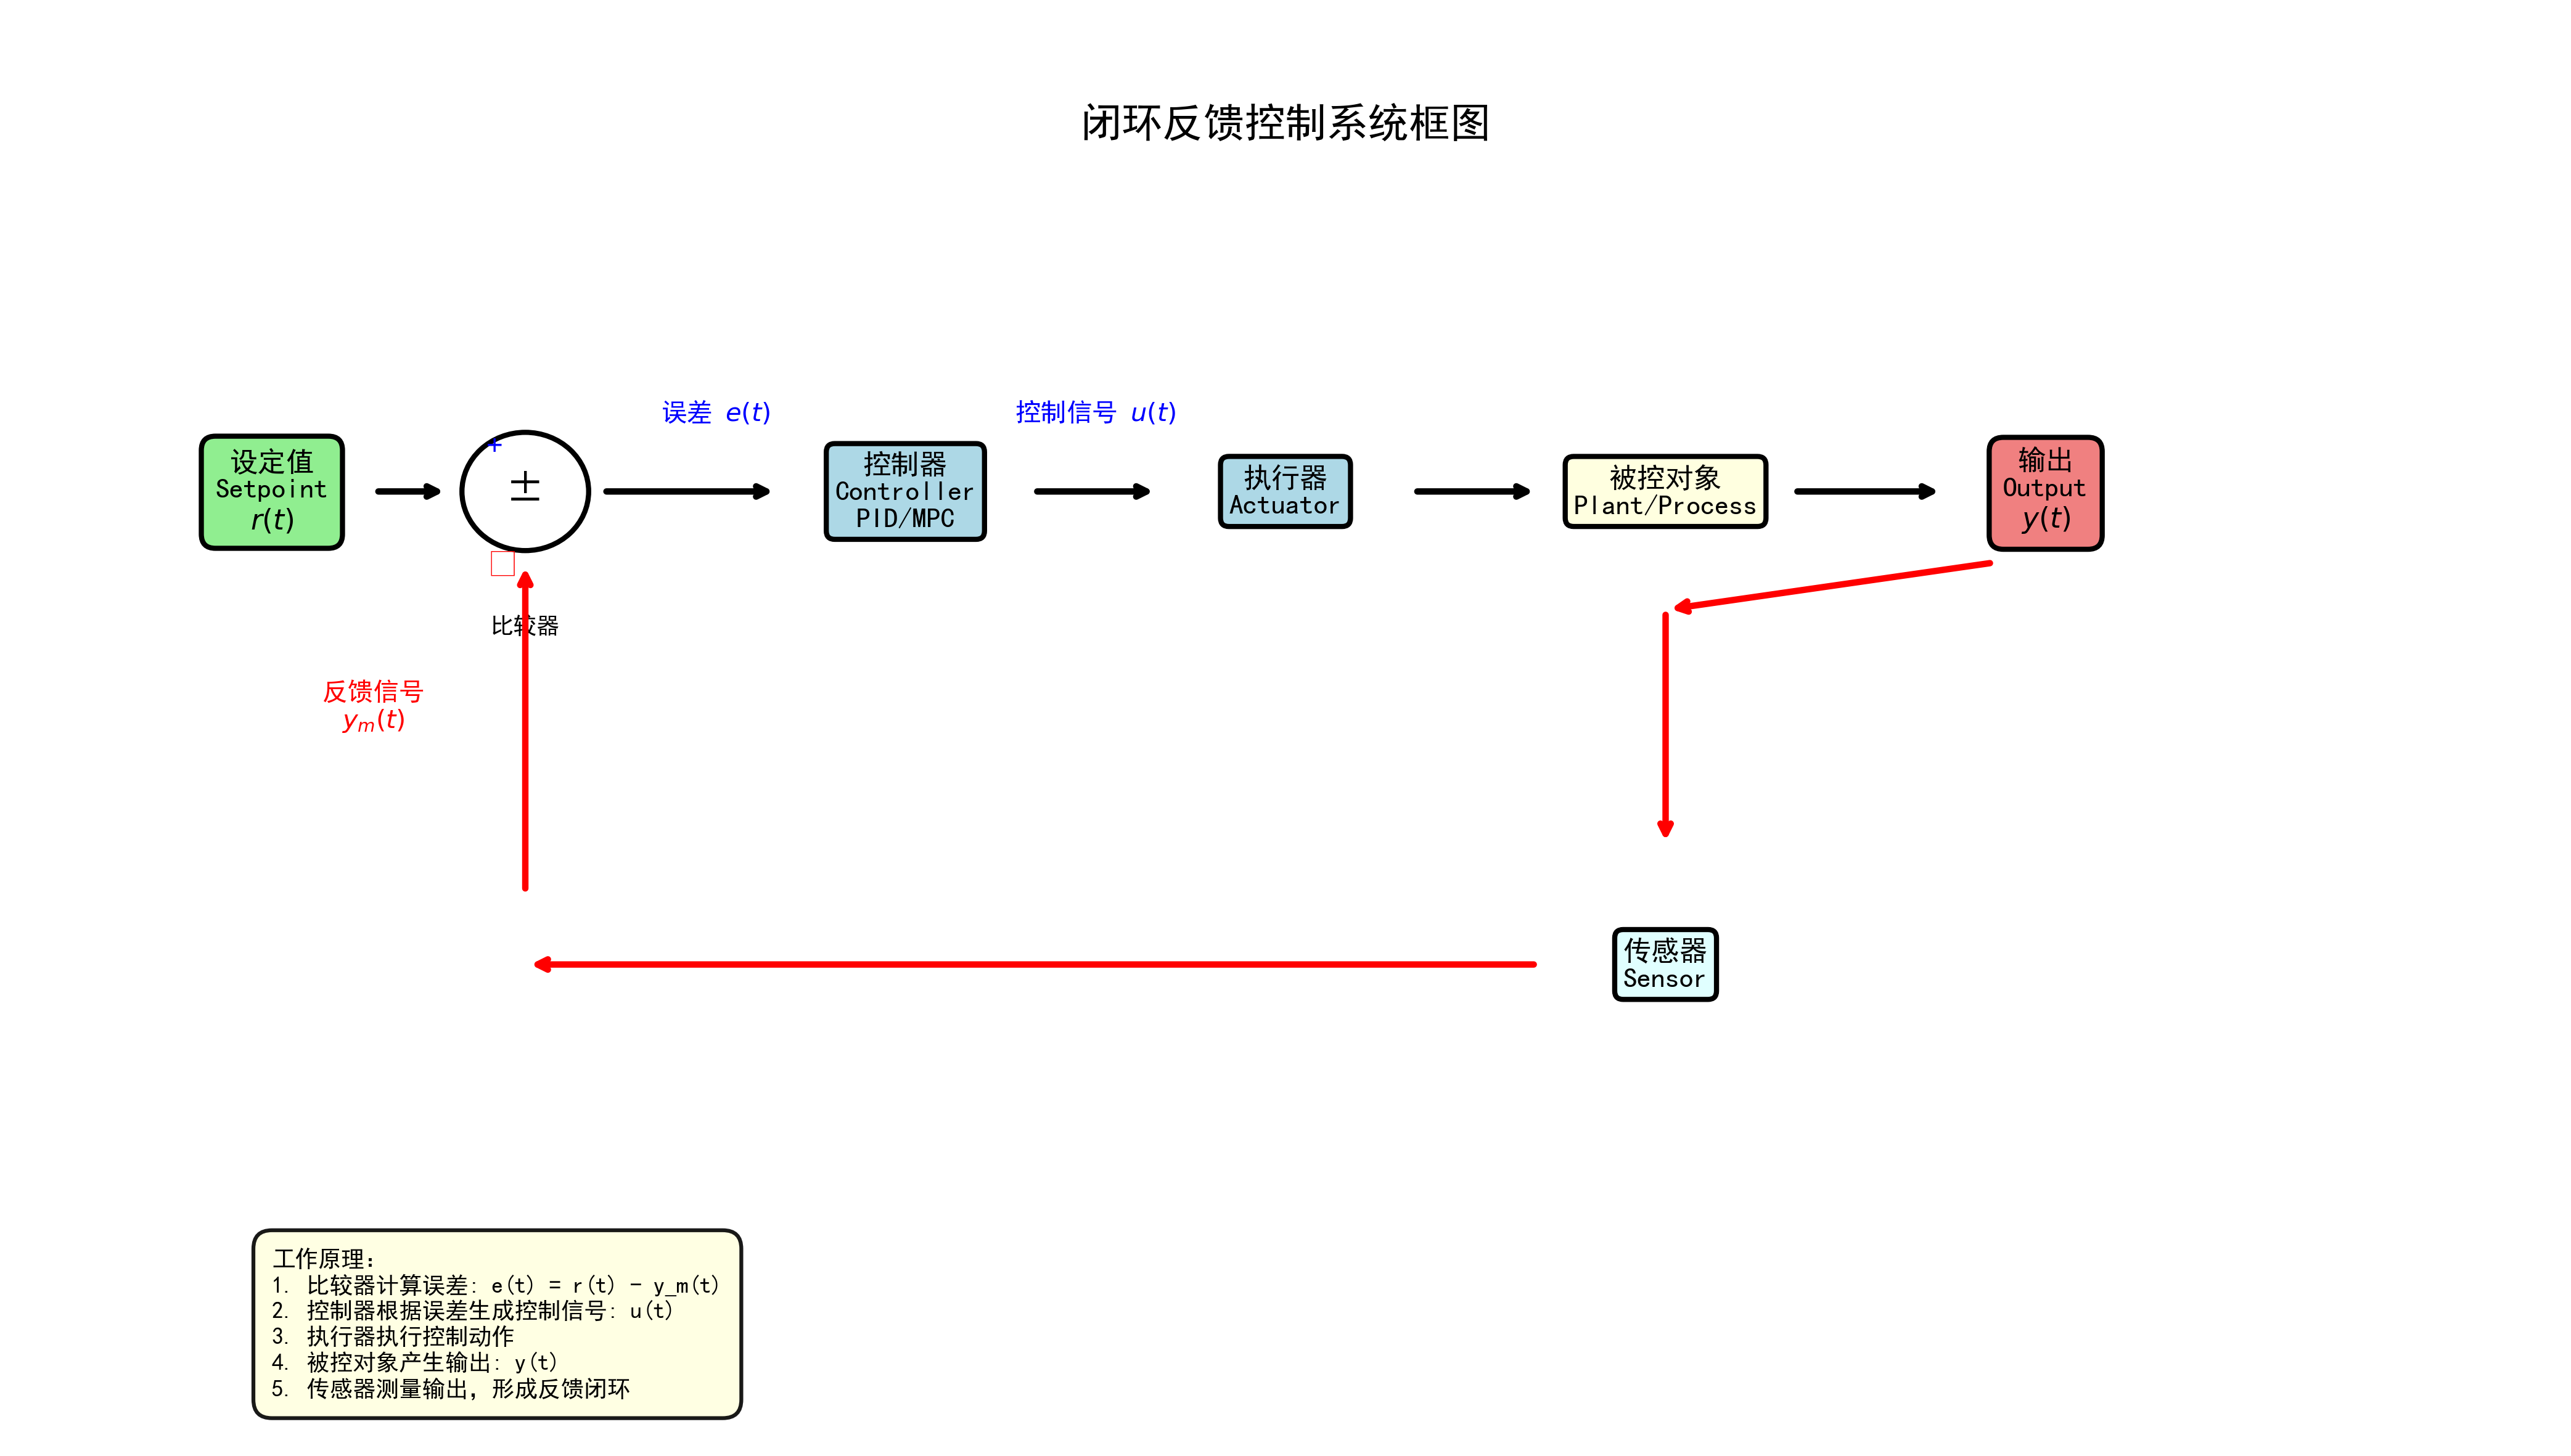 闭环反馈控制系统框图
误差 e(t)
控制信号 u(t)
设定值
Setpoint
r(t)
+
±
控制器
Controller
PID/MPC
执行器
Actuator
被控对象
Plant/Process
输出
Output
y(t)
比较器
反馈信号
y_m(t)
传感器
Sensor
工作原理:
1. 比较器计算误差: e(t) = r(t) - y_m(t)
2. 控制器根据误差生成控制信号: u(t)
3. 执行器执行控制动作
4. 被控对象产生输出: y(t)
5. 传感器测量输出，形成反馈闭环